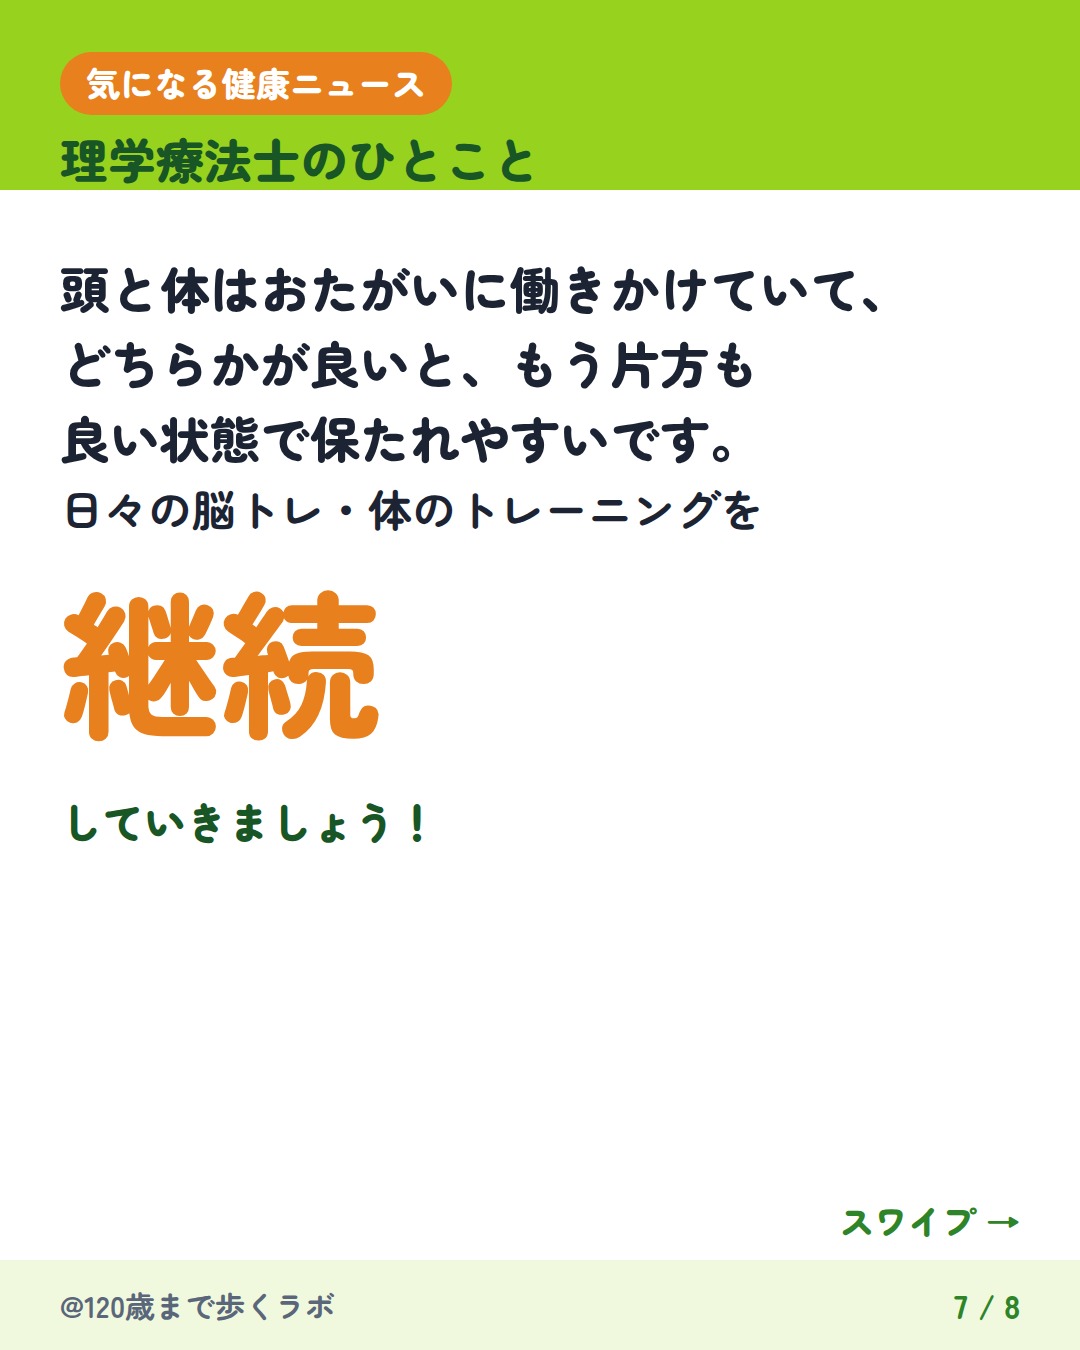 気になる健康ニュース
理学療法士のひとこと
頭と体はおたがいに働きかけていて、
どちらかが良いと、もう片方も
良い状態で保たれやすいです。
日々の脳トレ・体のトレーニングを
継続
していきましょう！
スワイプ →
@120歳まで歩くラボ
7 / 8